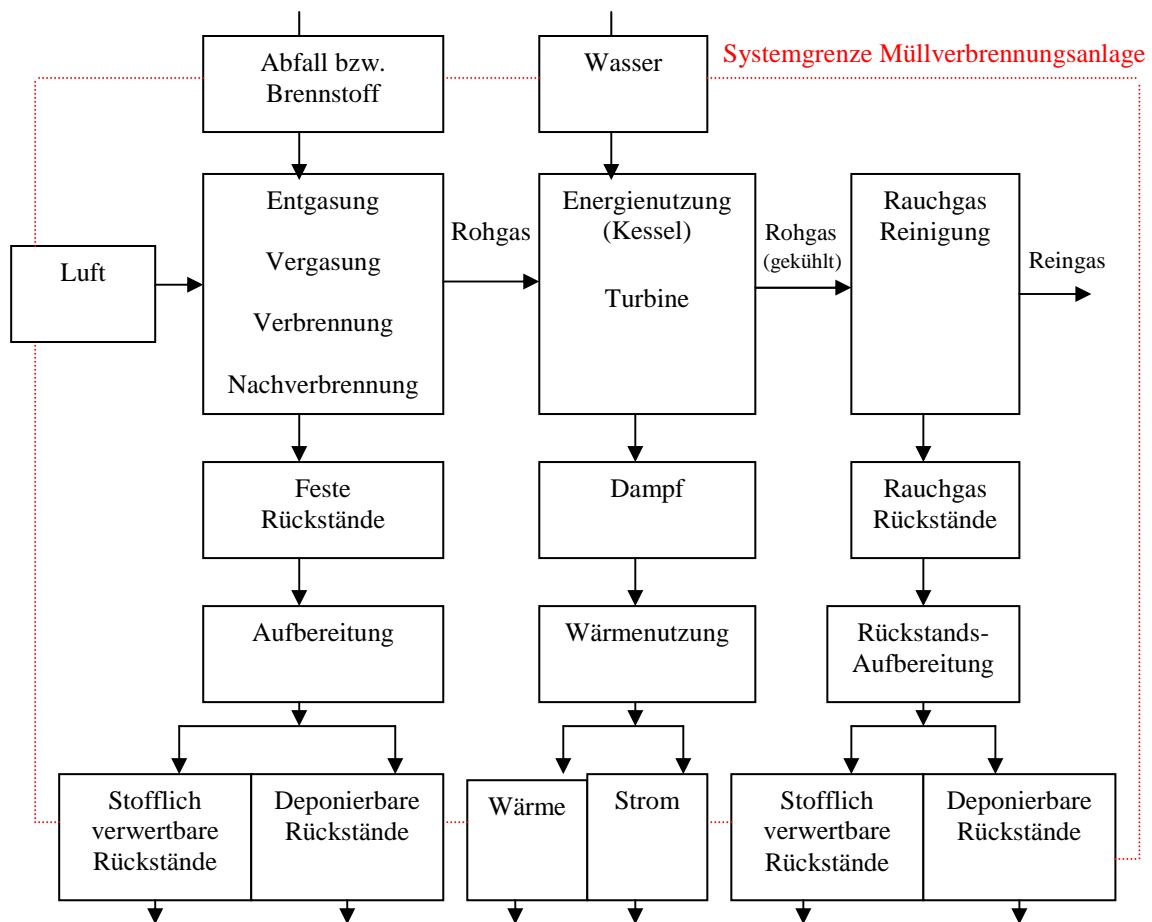 Abfall bzw.
Brennstoff
Wasser
Systemgrenze Müllverbrennungsanlage
Luft
Entgasung
Vergasung
Verbrennung
Nachverbrennung
Rohgas
Energienutzung
(Kessel)
Turbine
Rohgas
(gekühlt)
Rauchgas
Reinigung
Reingas
Feste
Rückstände
Dampf
Rauchgas
Rückstände
Aufbereitung
Wärmenutzung
Rückstands-
Aufbereitung
Stofflich
verwertbare
Rückstände
Deponierbare
Rückstände
Wärme
Strom
Stofflich
verwertbare
Rückstände
Deponierbare
Rückstände